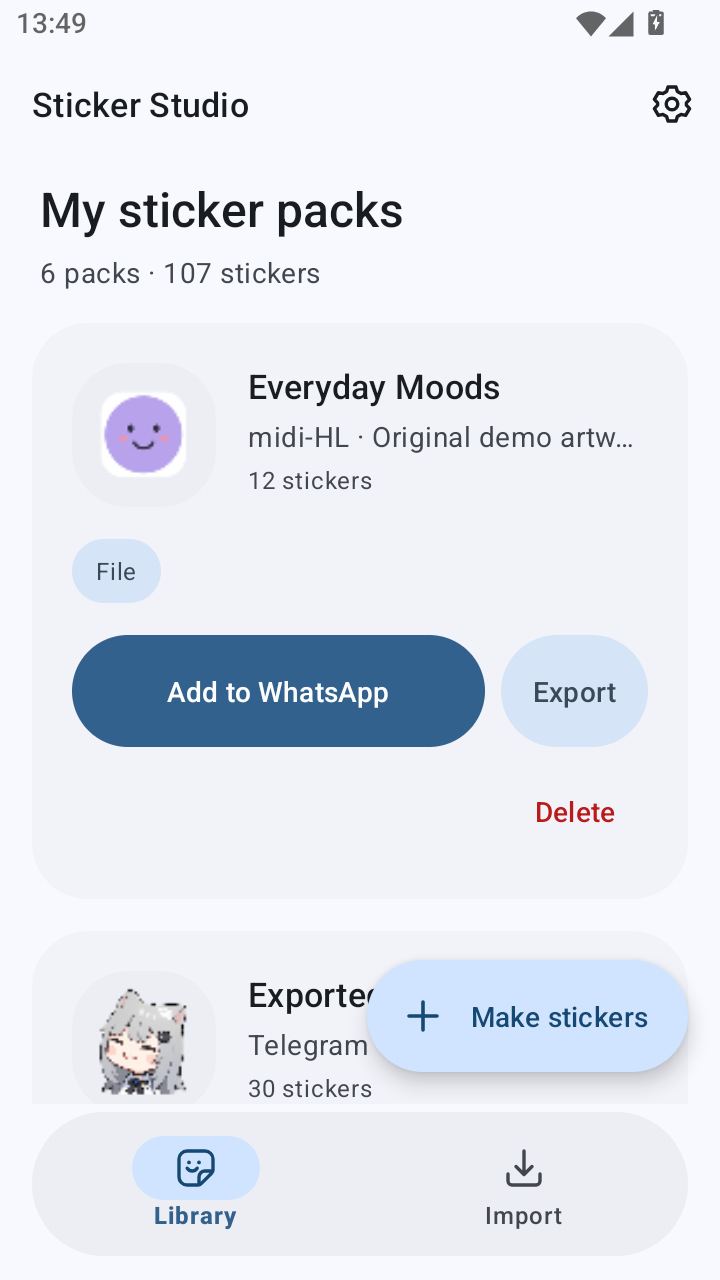 13:49
Sticker Studio
My sticker packs
6 packs · 107 stickers
Everyday Moods
midi-HL · Original demo artw…
12 stickers
File
Add to WhatsApp
Export
Delete
Exported
Telegram
30 stickers
Make stickers
Library
Import